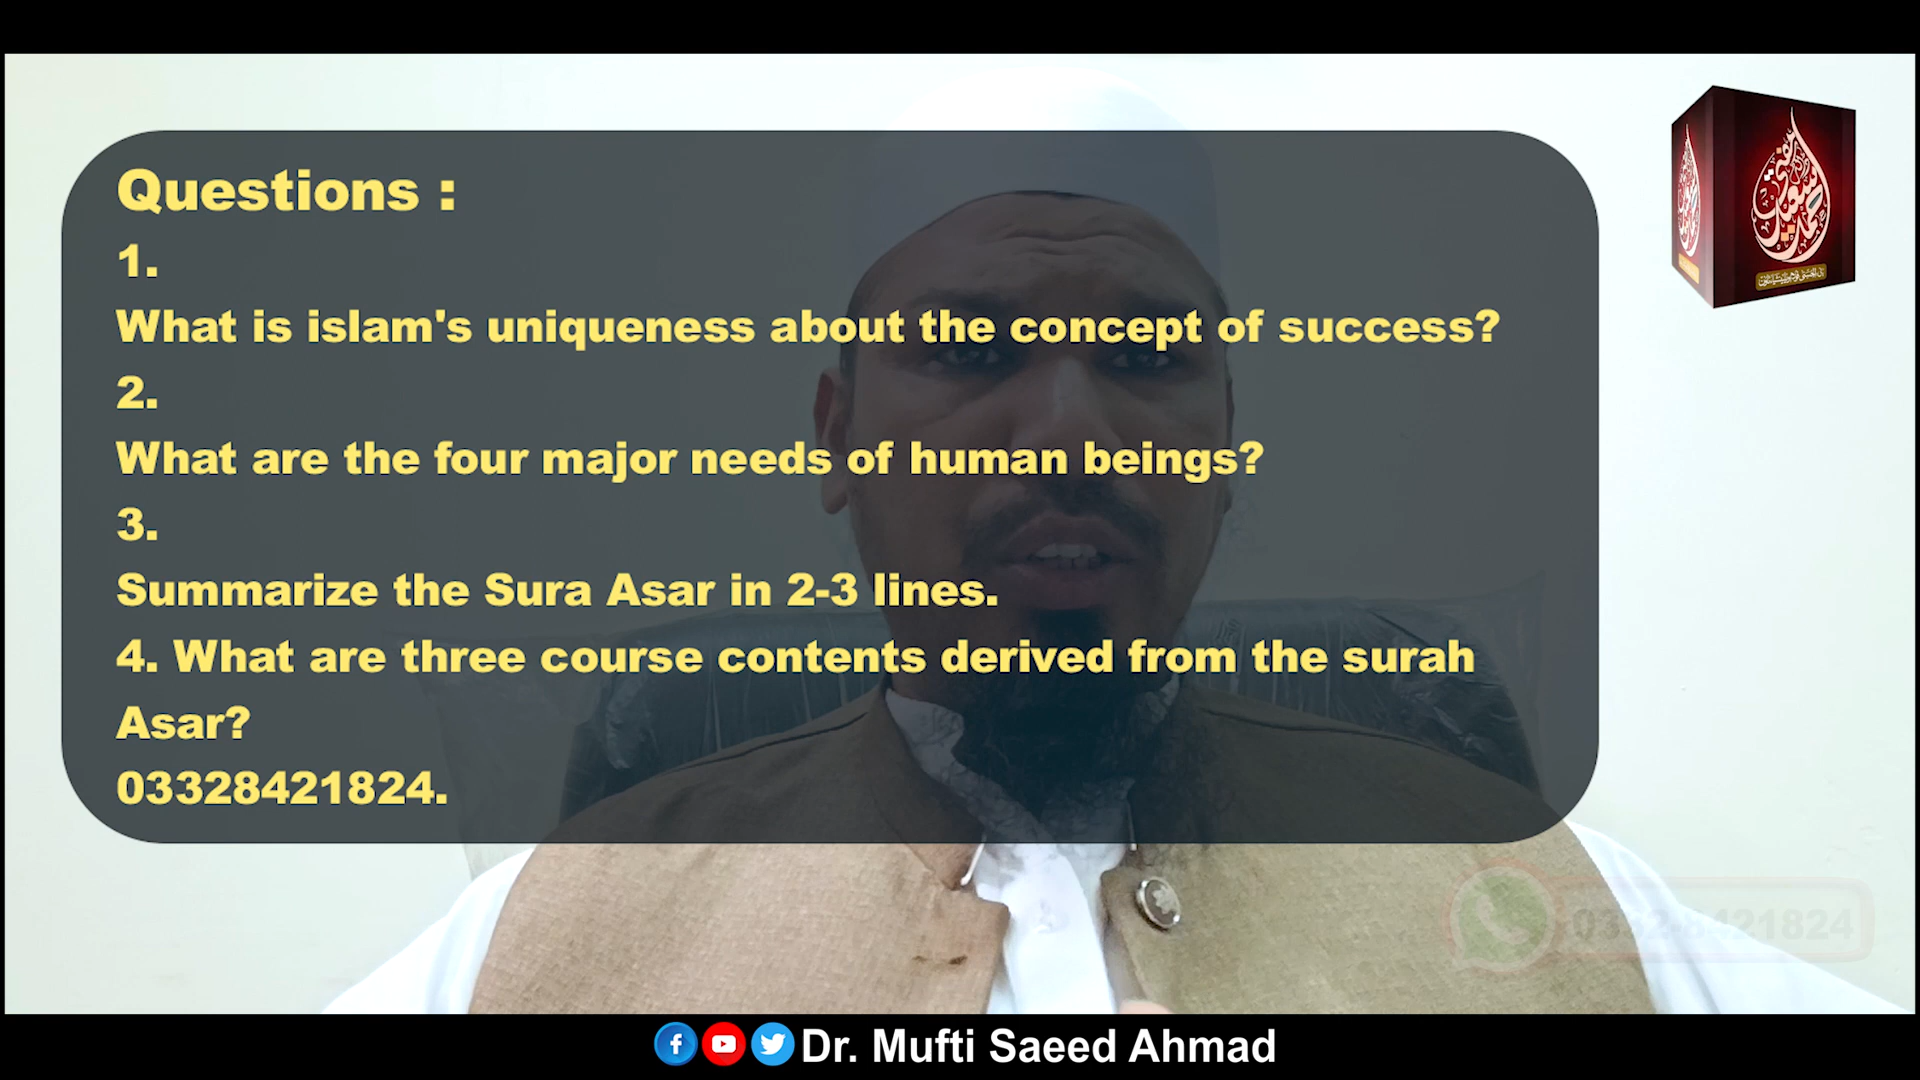 Questions :
1.
What is islam's uniqueness about the concept of success?
2.
What are the four major needs of human beings?
3.
Summarize the Sura Asar in 2-3 lines.
4. What are three course contents derived from the surah
Asar?
03328421824.
0332-8421824
Dr. Mufti Saeed Ahmad